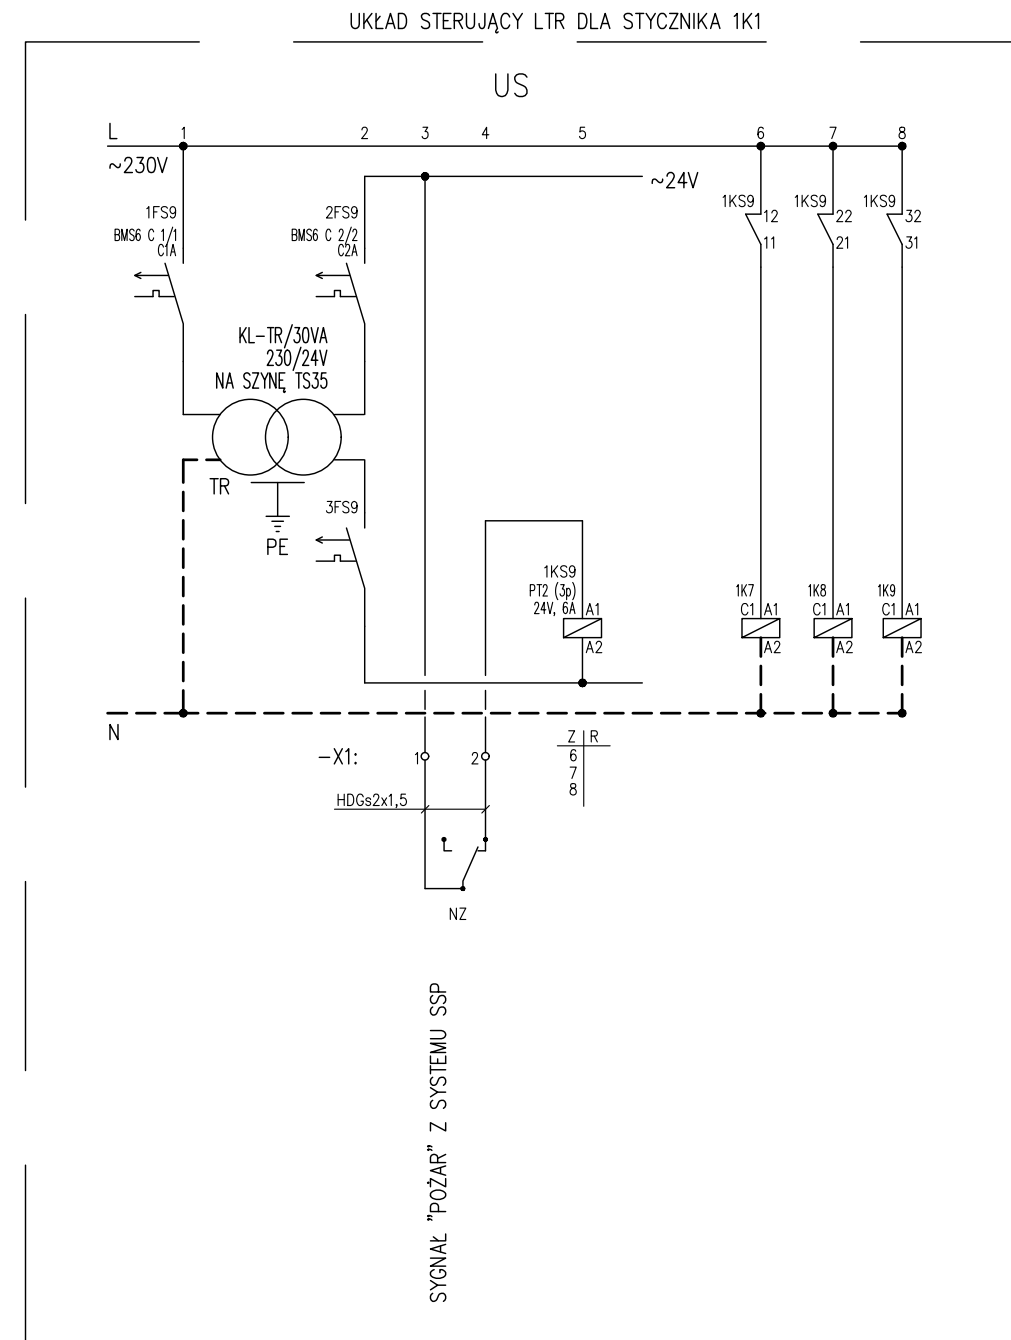 UKŁAD STERUJĄCY LTR DLA STYCZNIKA 1K1
US
L 1 2 3 4 5 6 7 8
~230V
~24V
1FS9
BMS6 C 1/1
C1A
2FS9
BMS6 C 2/2
C2A
1KS9
12
11
1KS9
22
21
1KS9
32
31
KL-TR/30VA
230/24V
NA SZYNĘ TS35
TR
PE
3FS9
1KS9
PT2 (3p)
24V, 6A
A1
A2
1K7
C1 A1
A2
1K8
C1 A1
A2
1K9
C1 A1
A2
N
-X1: 1 2
Z R
6
7
8
HDGs2x1,5
NZ
SYGNAŁ "POŻAR" Z SYSTEMU SSP